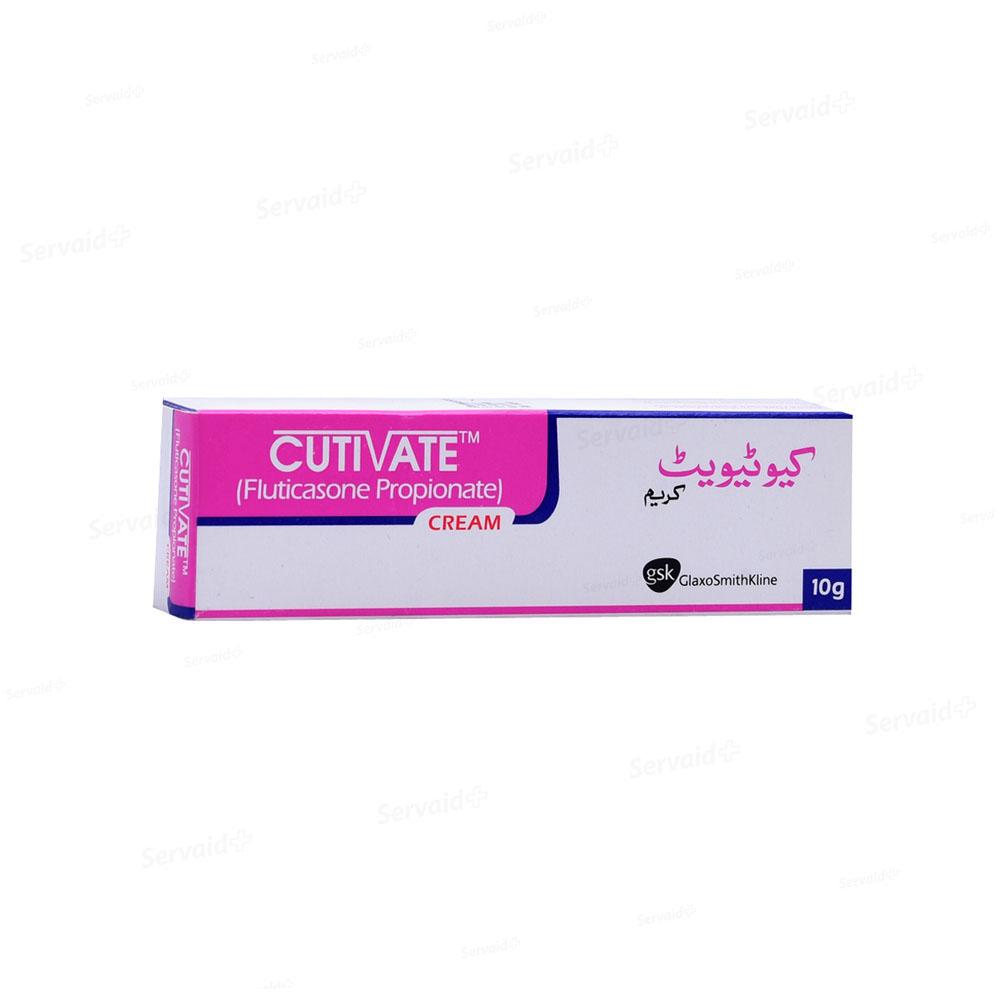 CUTIVATE™
(Fluticasone Propionate)
CREAM
کیوٹیویٹ
کریم
gsk GlaxoSmithKline
10g
CUTIVATE™
(Fluticasone Propionate)
CREAM
Servaid